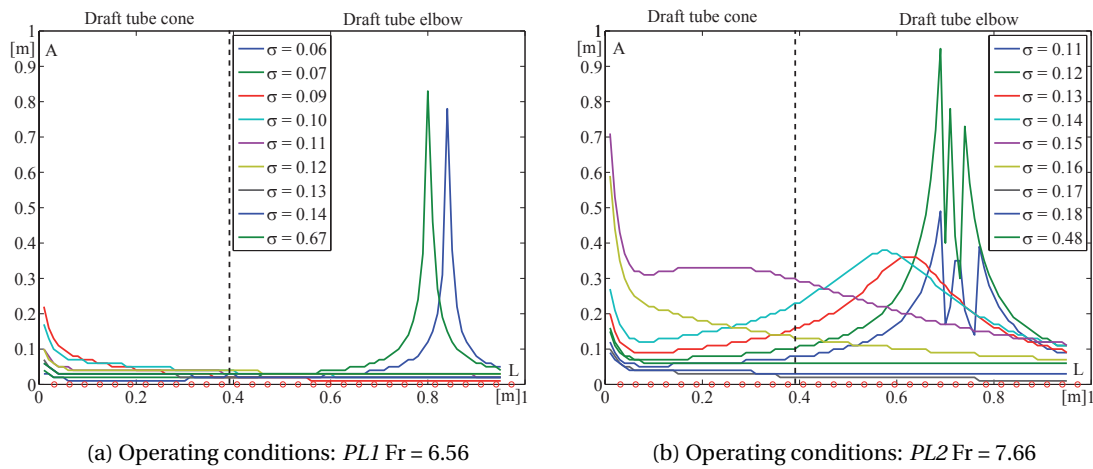 Draft tube cone
Draft tube elbow
1
[m]
A
0.9
0.8
0.7
0.6
0.5
0.4
0.3
0.2
0.1
0
σ = 0.06
σ = 0.07
σ = 0.09
σ = 0.10
σ = 0.11
σ = 0.12
σ = 0.13
σ = 0.14
σ = 0.67
L
0
0.2
0.4
0.6
0.8
[m]
1
(a) Operating conditions: PL1 Fr = 6.56
Draft tube cone
Draft tube elbow
1
[m]
A
0.9
0.8
0.7
0.6
0.5
0.4
0.3
0.2
0.1
0
σ = 0.11
σ = 0.12
σ = 0.13
σ = 0.14
σ = 0.15
σ = 0.16
σ = 0.17
σ = 0.18
σ = 0.48
L
0
0.2
0.4
0.6
0.8
[m]
1
(b) Operating conditions: PL2 Fr = 7.66